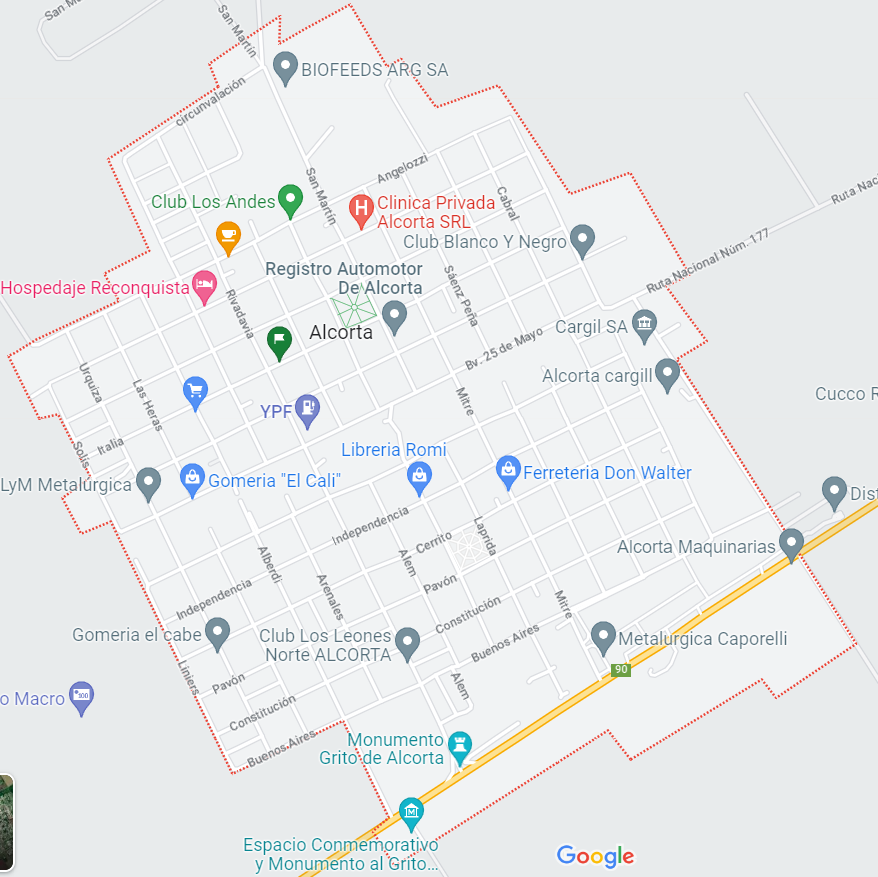 San M
San Martín
BIOFEEDS ARG SA
circunvalación
Angelozzi
San Martín
Cabral
Club Los Andes
Clinica Privada
Alcorta SRL
Ruta Nac
Club Blanco Y Negro
Ruta Nacional Núm. 177
Registro Automotor
De Alcorta
Hospedaje Reconquista
Rivadavia
Sáenz Peña
Alcorta
Cargil SA
Bv. 25 de Mayo
Urquiza
Las Heras
Alcorta cargill
Mitre
Cucco R
YPF
Italia
Solís
Libreria Romi
LyM Metalurgica
Gomeria "El Cali"
Ferreteria Don Walter
Dist
Independencia
Laprida
Cerrito
Alcorta Maquinarias
Alberdi
Alem
Arenales
Pavón
Independencia
Mitre
Constitución
Gomeria el cabe
Club Los Leones
Norte ALCORTA
Buenos Aires
Metalurgica Caporelli
Liniers
90
Pavón
Alem
o Macro
Constitución
Buenos Aires
Monumento
Grito de Alcorta
Espacio Conmemorativo
y Monumento al Grito...
Google